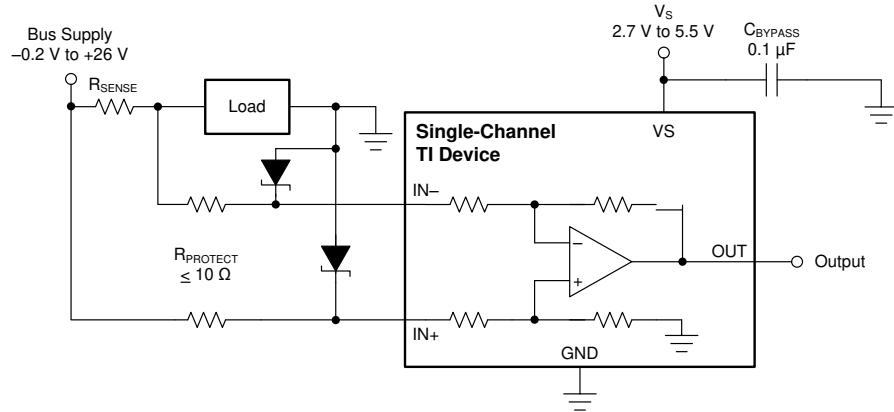 Bus Supply
–0.2 V to +26 V
RSENSE
Load
VS
2.7 V to 5.5 V
CBYPASS
0.1 µF
Single-Channel
TI Device
VS
IN–
RPROTECT
≤ 10 Ω
–
+
OUT
Output
IN+
GND